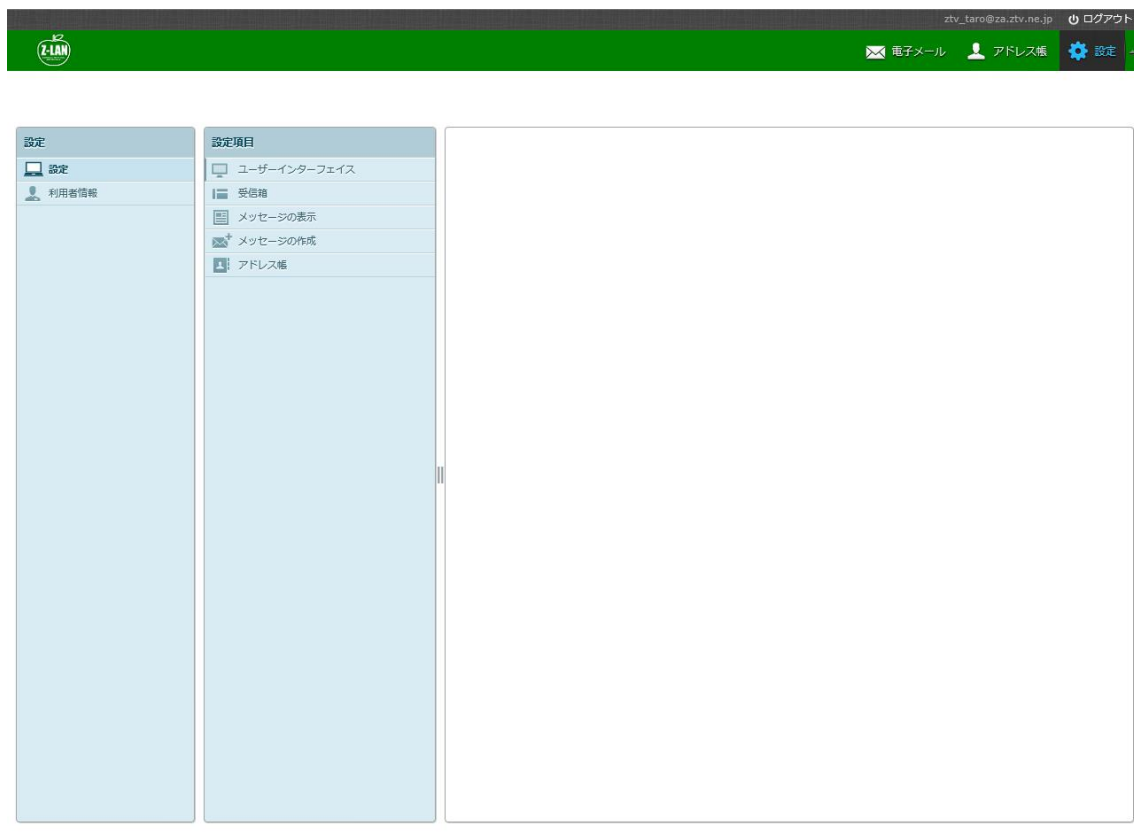 ztv_taro@za.ztv.ne.jp ログアウト
Z-LAN 電子メール アドレス帳 設定
設定
設定
利用者情報
設定項目
ユーザーインターフェイス
受信箱
メッセージの表示
メッセージの作成
アドレス帳